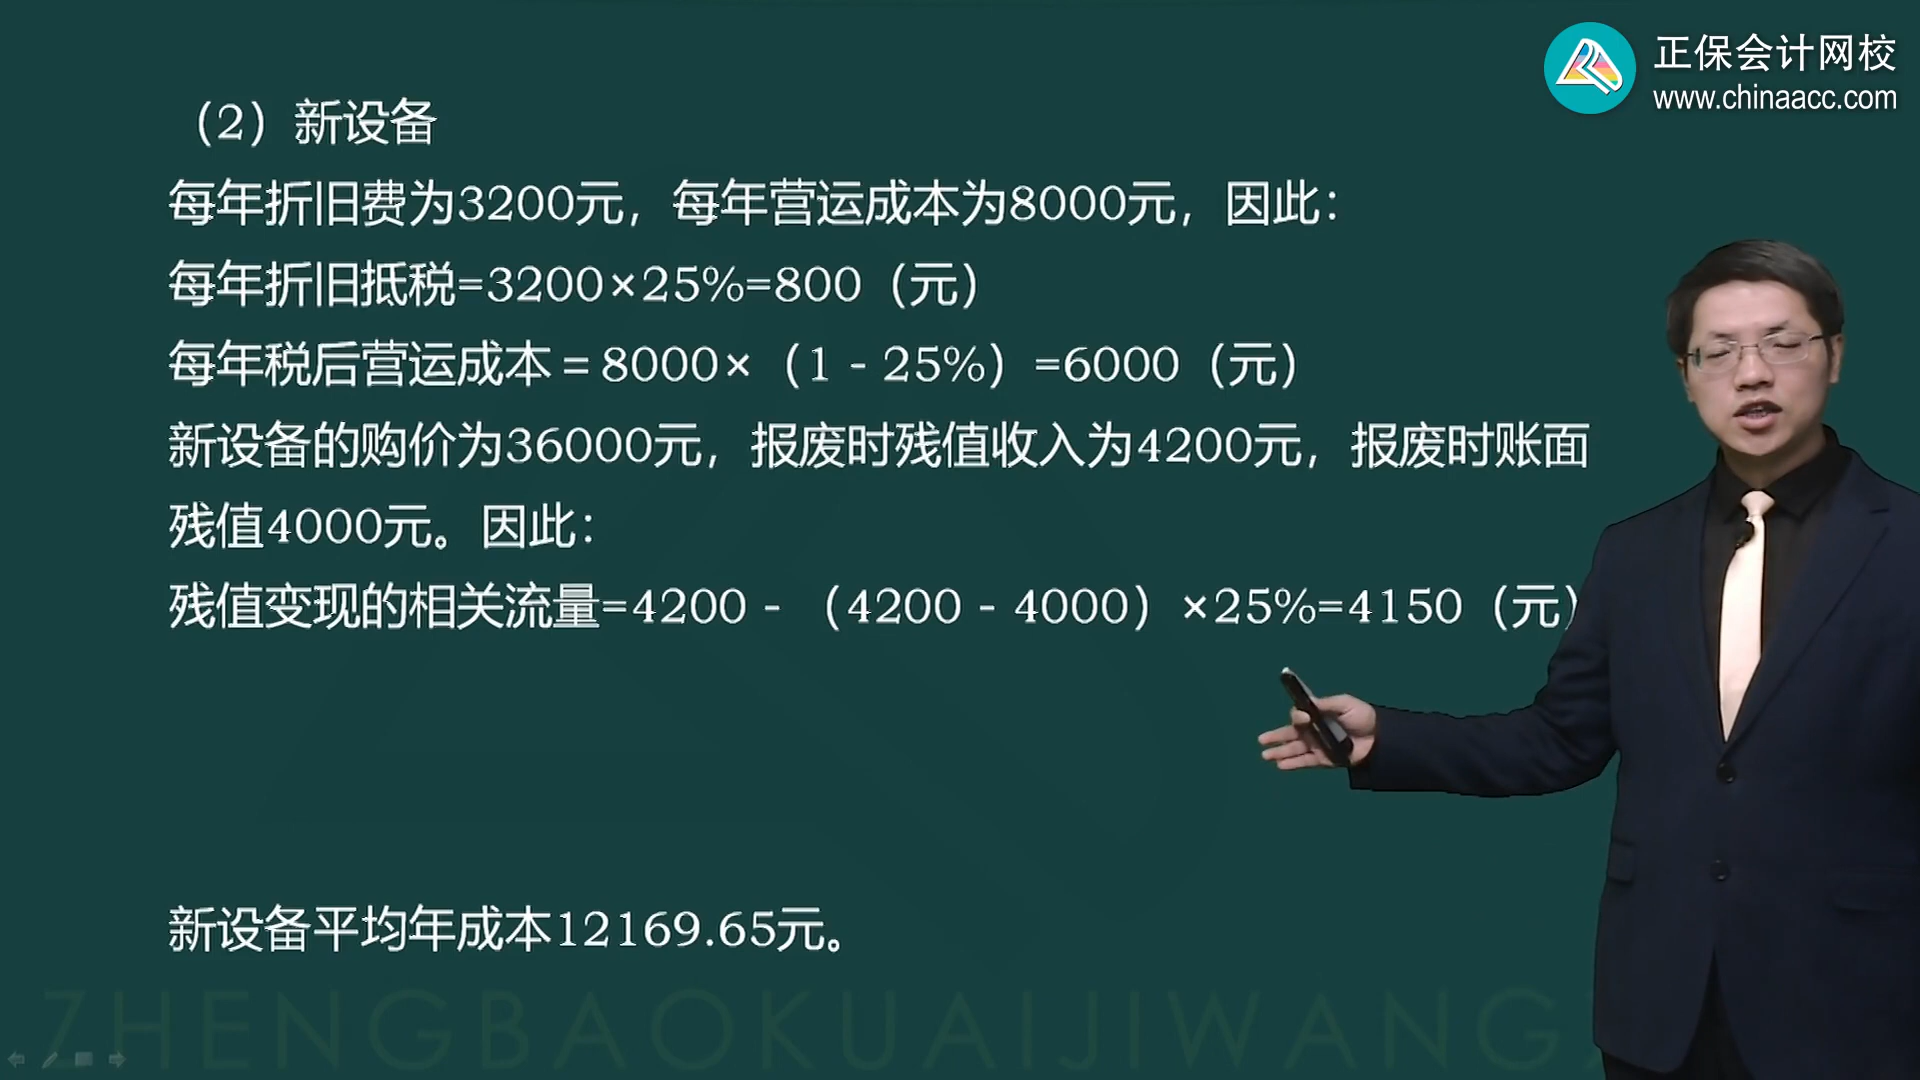 正保会计网校
www.chinaacc.com
（2）新设备
每年折旧费为3200元，每年营运成本为8000元，因此：
每年折旧抵税=3200×25%=800（元）
每年税后营运成本＝8000×（1－25%）=6000（元）
新设备的购价为36000元，报废时残值收入为4200元，报废时账面
残值4000元。因此：
残值变现的相关流量=4200－（4200－4000）×25%=4150（元）
新设备平均年成本12169.65元。
ZHENGBAOKUAIJIWANG